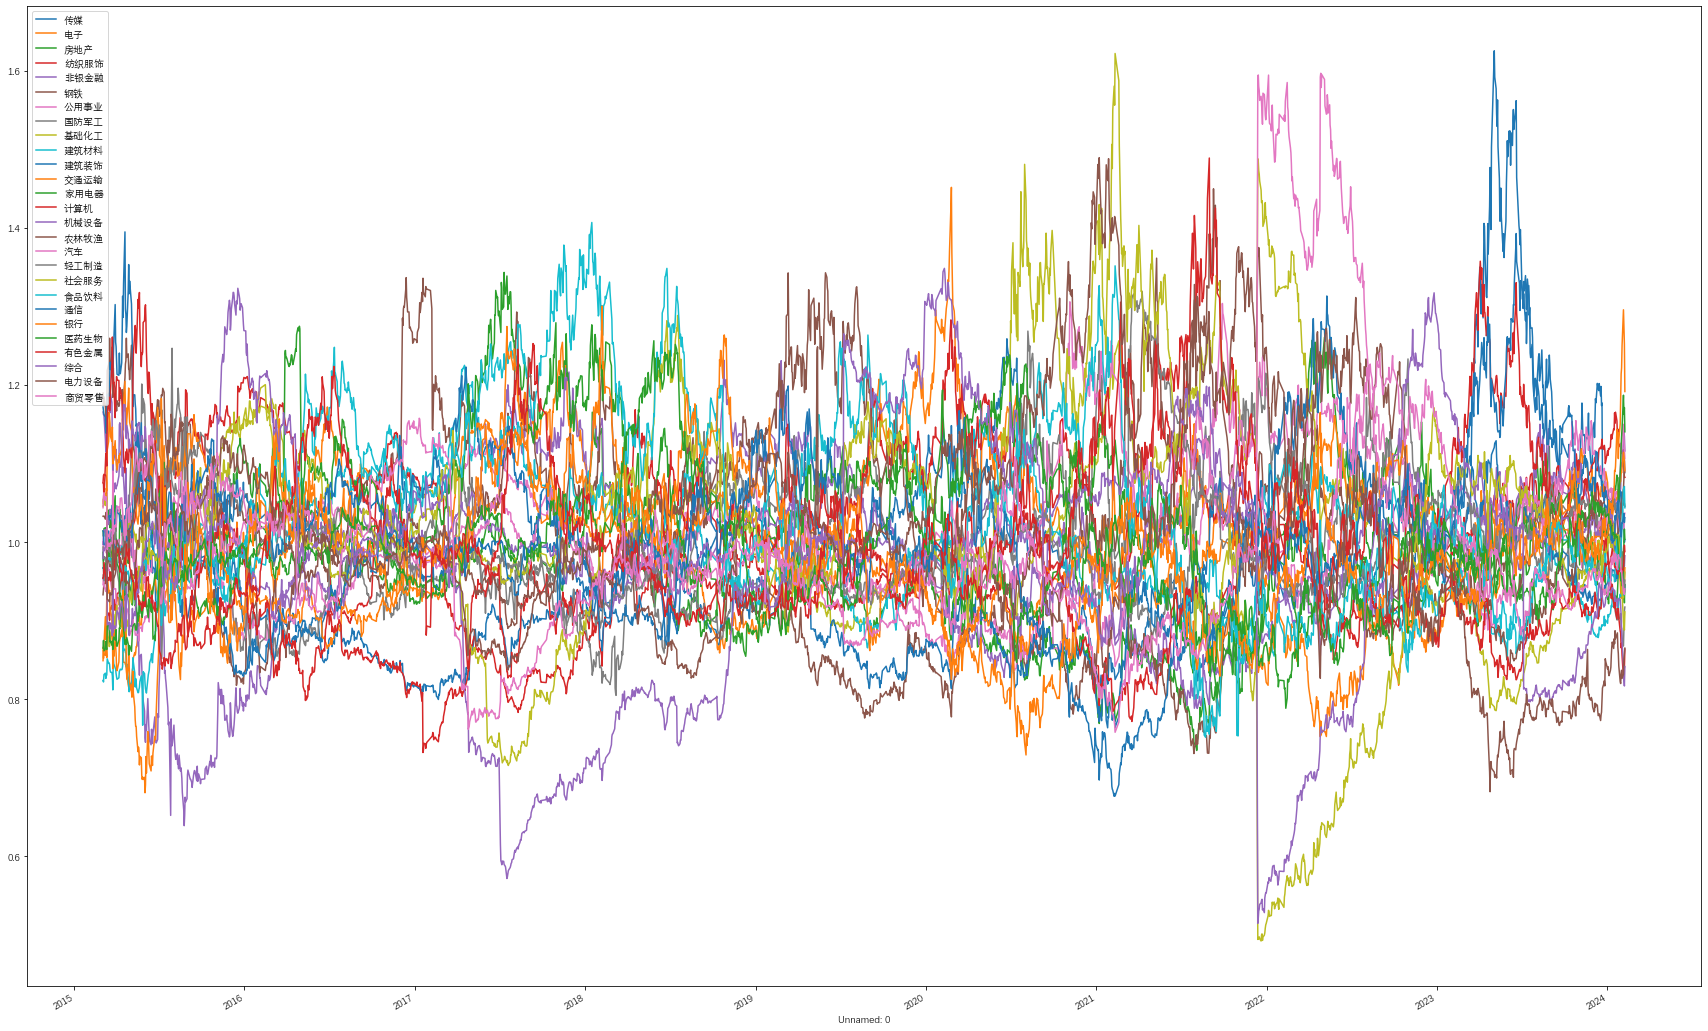 传媒
电子
房地产
纺织服饰
非银金融
钢铁
公用事业
国防军工
基础化工
建筑材料
建筑装饰
交通运输
家用电器
计算机
机械设备
农林牧渔
汽车
轻工制造
社会服务
食品饮料
通信
银行
医药生物
有色金属
综合
电力设备
商贸零售
1.6
1.4
1.2
1.0
0.8
0.6
2015 2016 2017 2018 2019 2020 2021 2022 2023 2024
Unnamed: 0